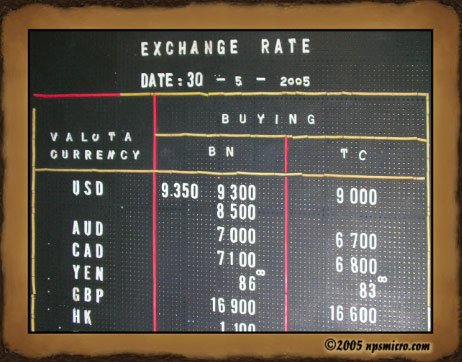 EXCHANGE RATE
DATE: 30 - 5 - 2005
BUYING
VALUTA CURRENCY BN TC
USD 9.350 9 300 9 000
8 500
AUD 7 000 6 700
CAD 7 100 6 800
YEN 86 ∞ 83 ∞
GBP 16 900 16 600
HK 1 100
©2005 npsmicro.com